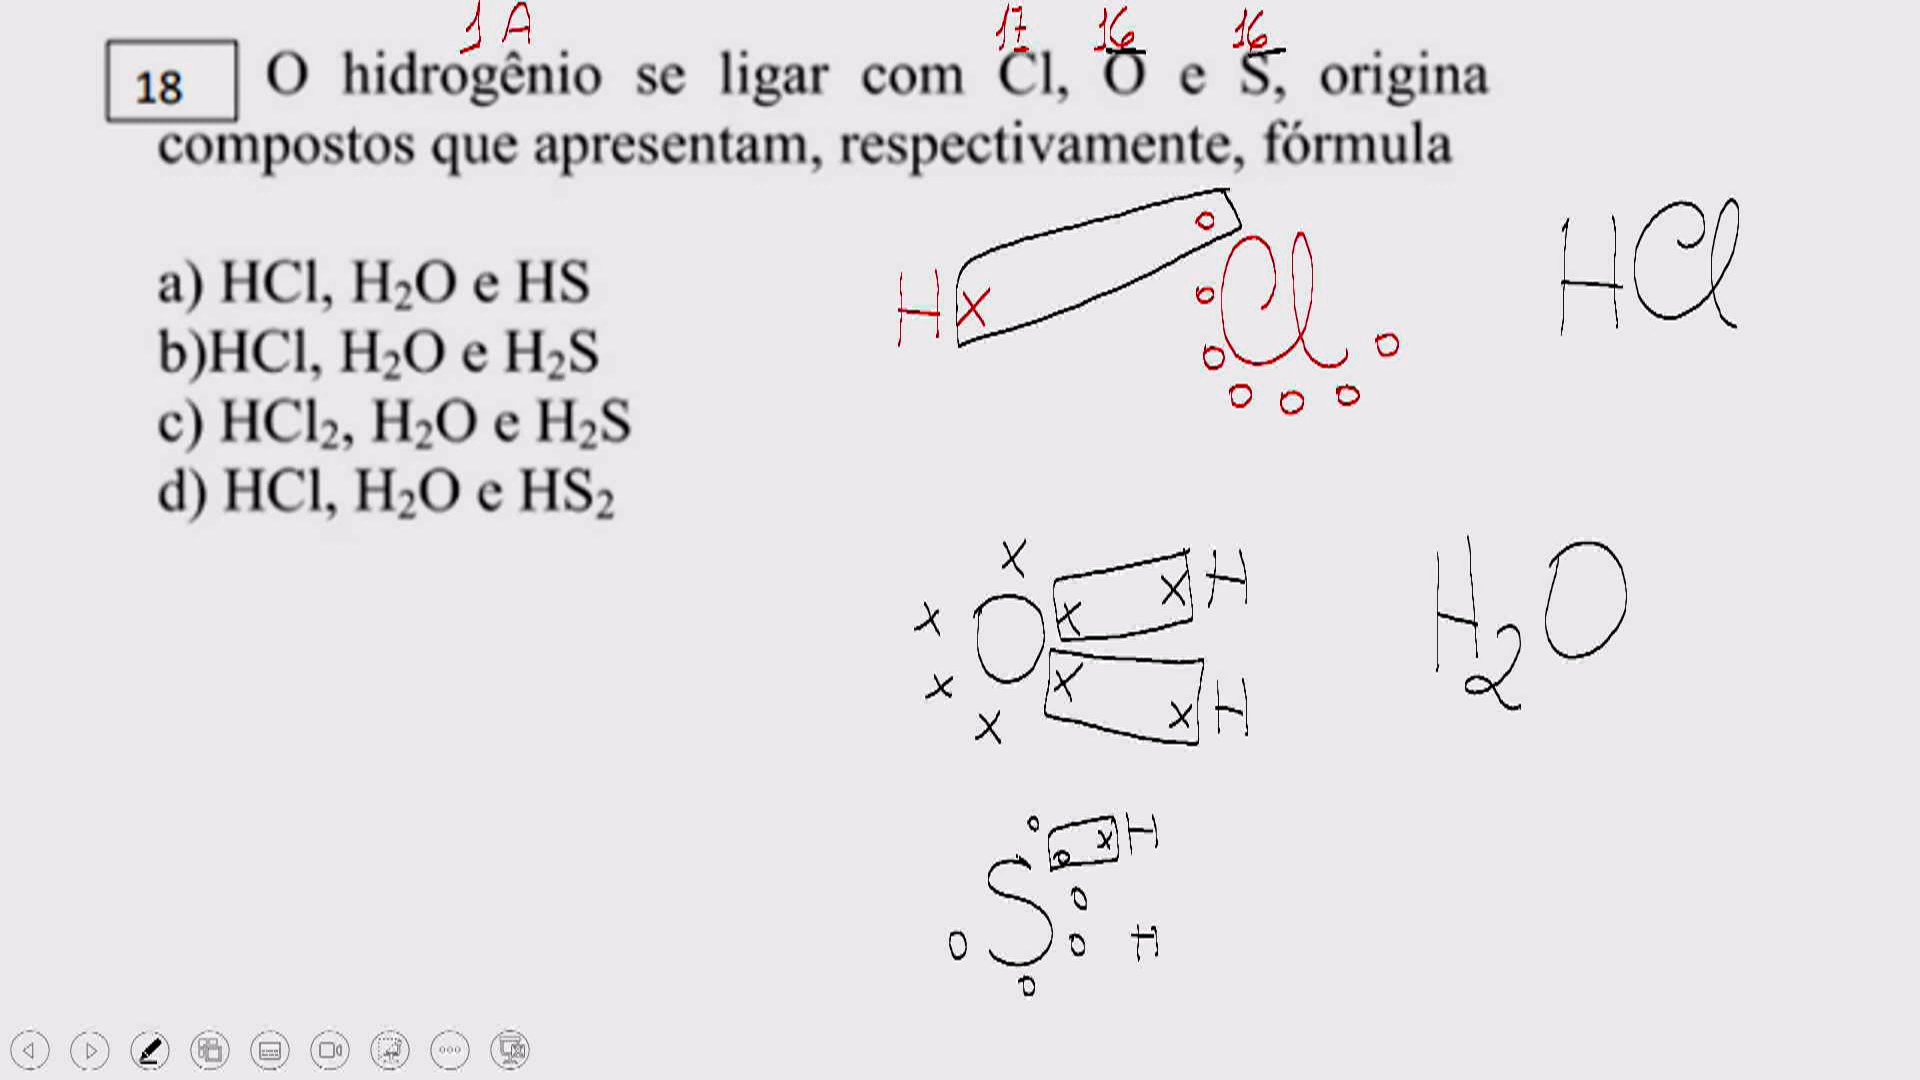 1 A 17 16 16
18 O hidrogênio se ligar com Cl, O e S, origina
compostos que apresentam, respectivamente, fórmula
a) HCl, H₂O e HS
b)HCl, H₂O e H₂S
c) HCl₂, H₂O e H₂S
d) HCl, H₂O e HS₂
H x Cl
HCl
x O x x H
x x x x H
x
H₂O
S x H
H